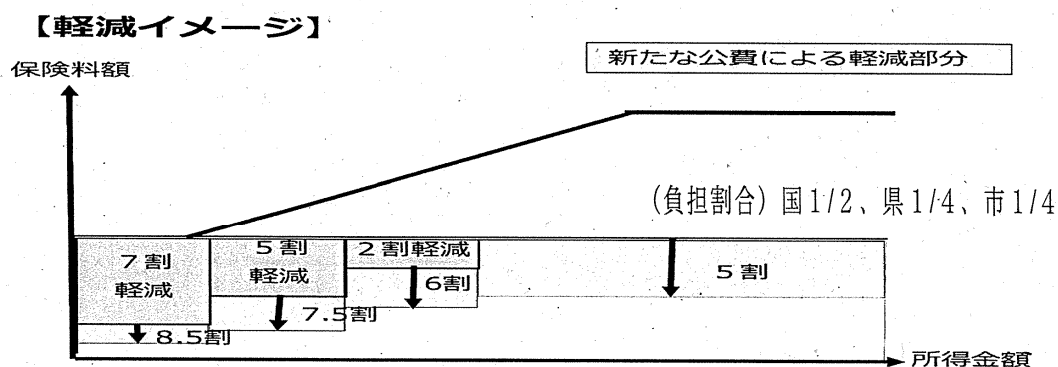 【軽減イメージ】
新たな公費による軽減部分
保険料額
(負担割合) 国1/2、県1/4、市1/4
7割
軽減
5割
軽減
2割軽減
5割
6割
7.5割
8.5割
所得金額